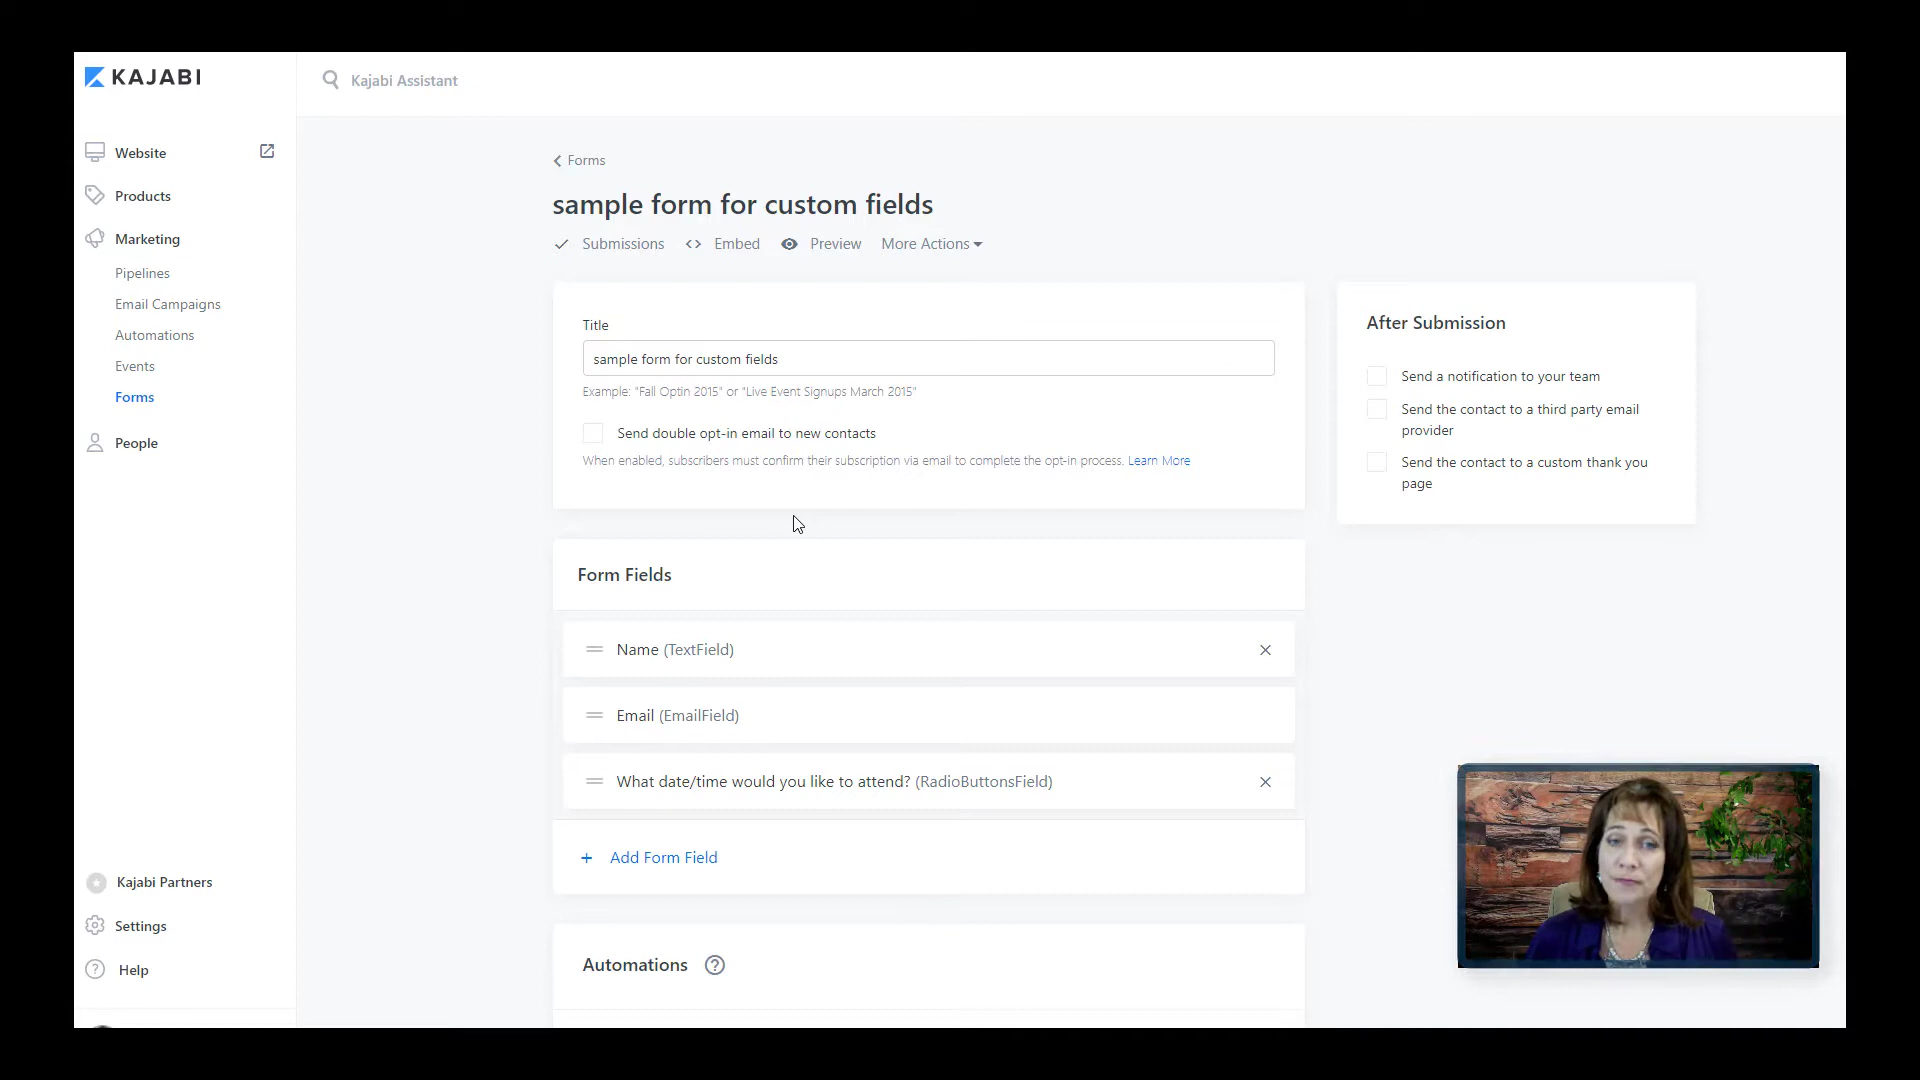 KAJABI
Kajabi Assistant
Website
Products
Marketing
Pipelines
Email Campaigns
Automations
Events
Forms
People
Kajabi Partners
Settings
Help
Forms
sample form for custom fields
Submissions
Embed
Preview
More Actions
Title
sample form for custom fields
Example: "Fall Optin 2015" or "Live Event Signups March 2015"
Send double opt-in email to new contacts
When enabled, subscribers must confirm their subscription via email to complete the opt-in process. Learn More
After Submission
Send a notification to your team
Send the contact to a third party email
provider
Send the contact to a custom thank you
page
Form Fields
Name (TextField)
Email (EmailField)
What date/time would you like to attend? (RadioButtonsField)
+ Add Form Field
Automations ?